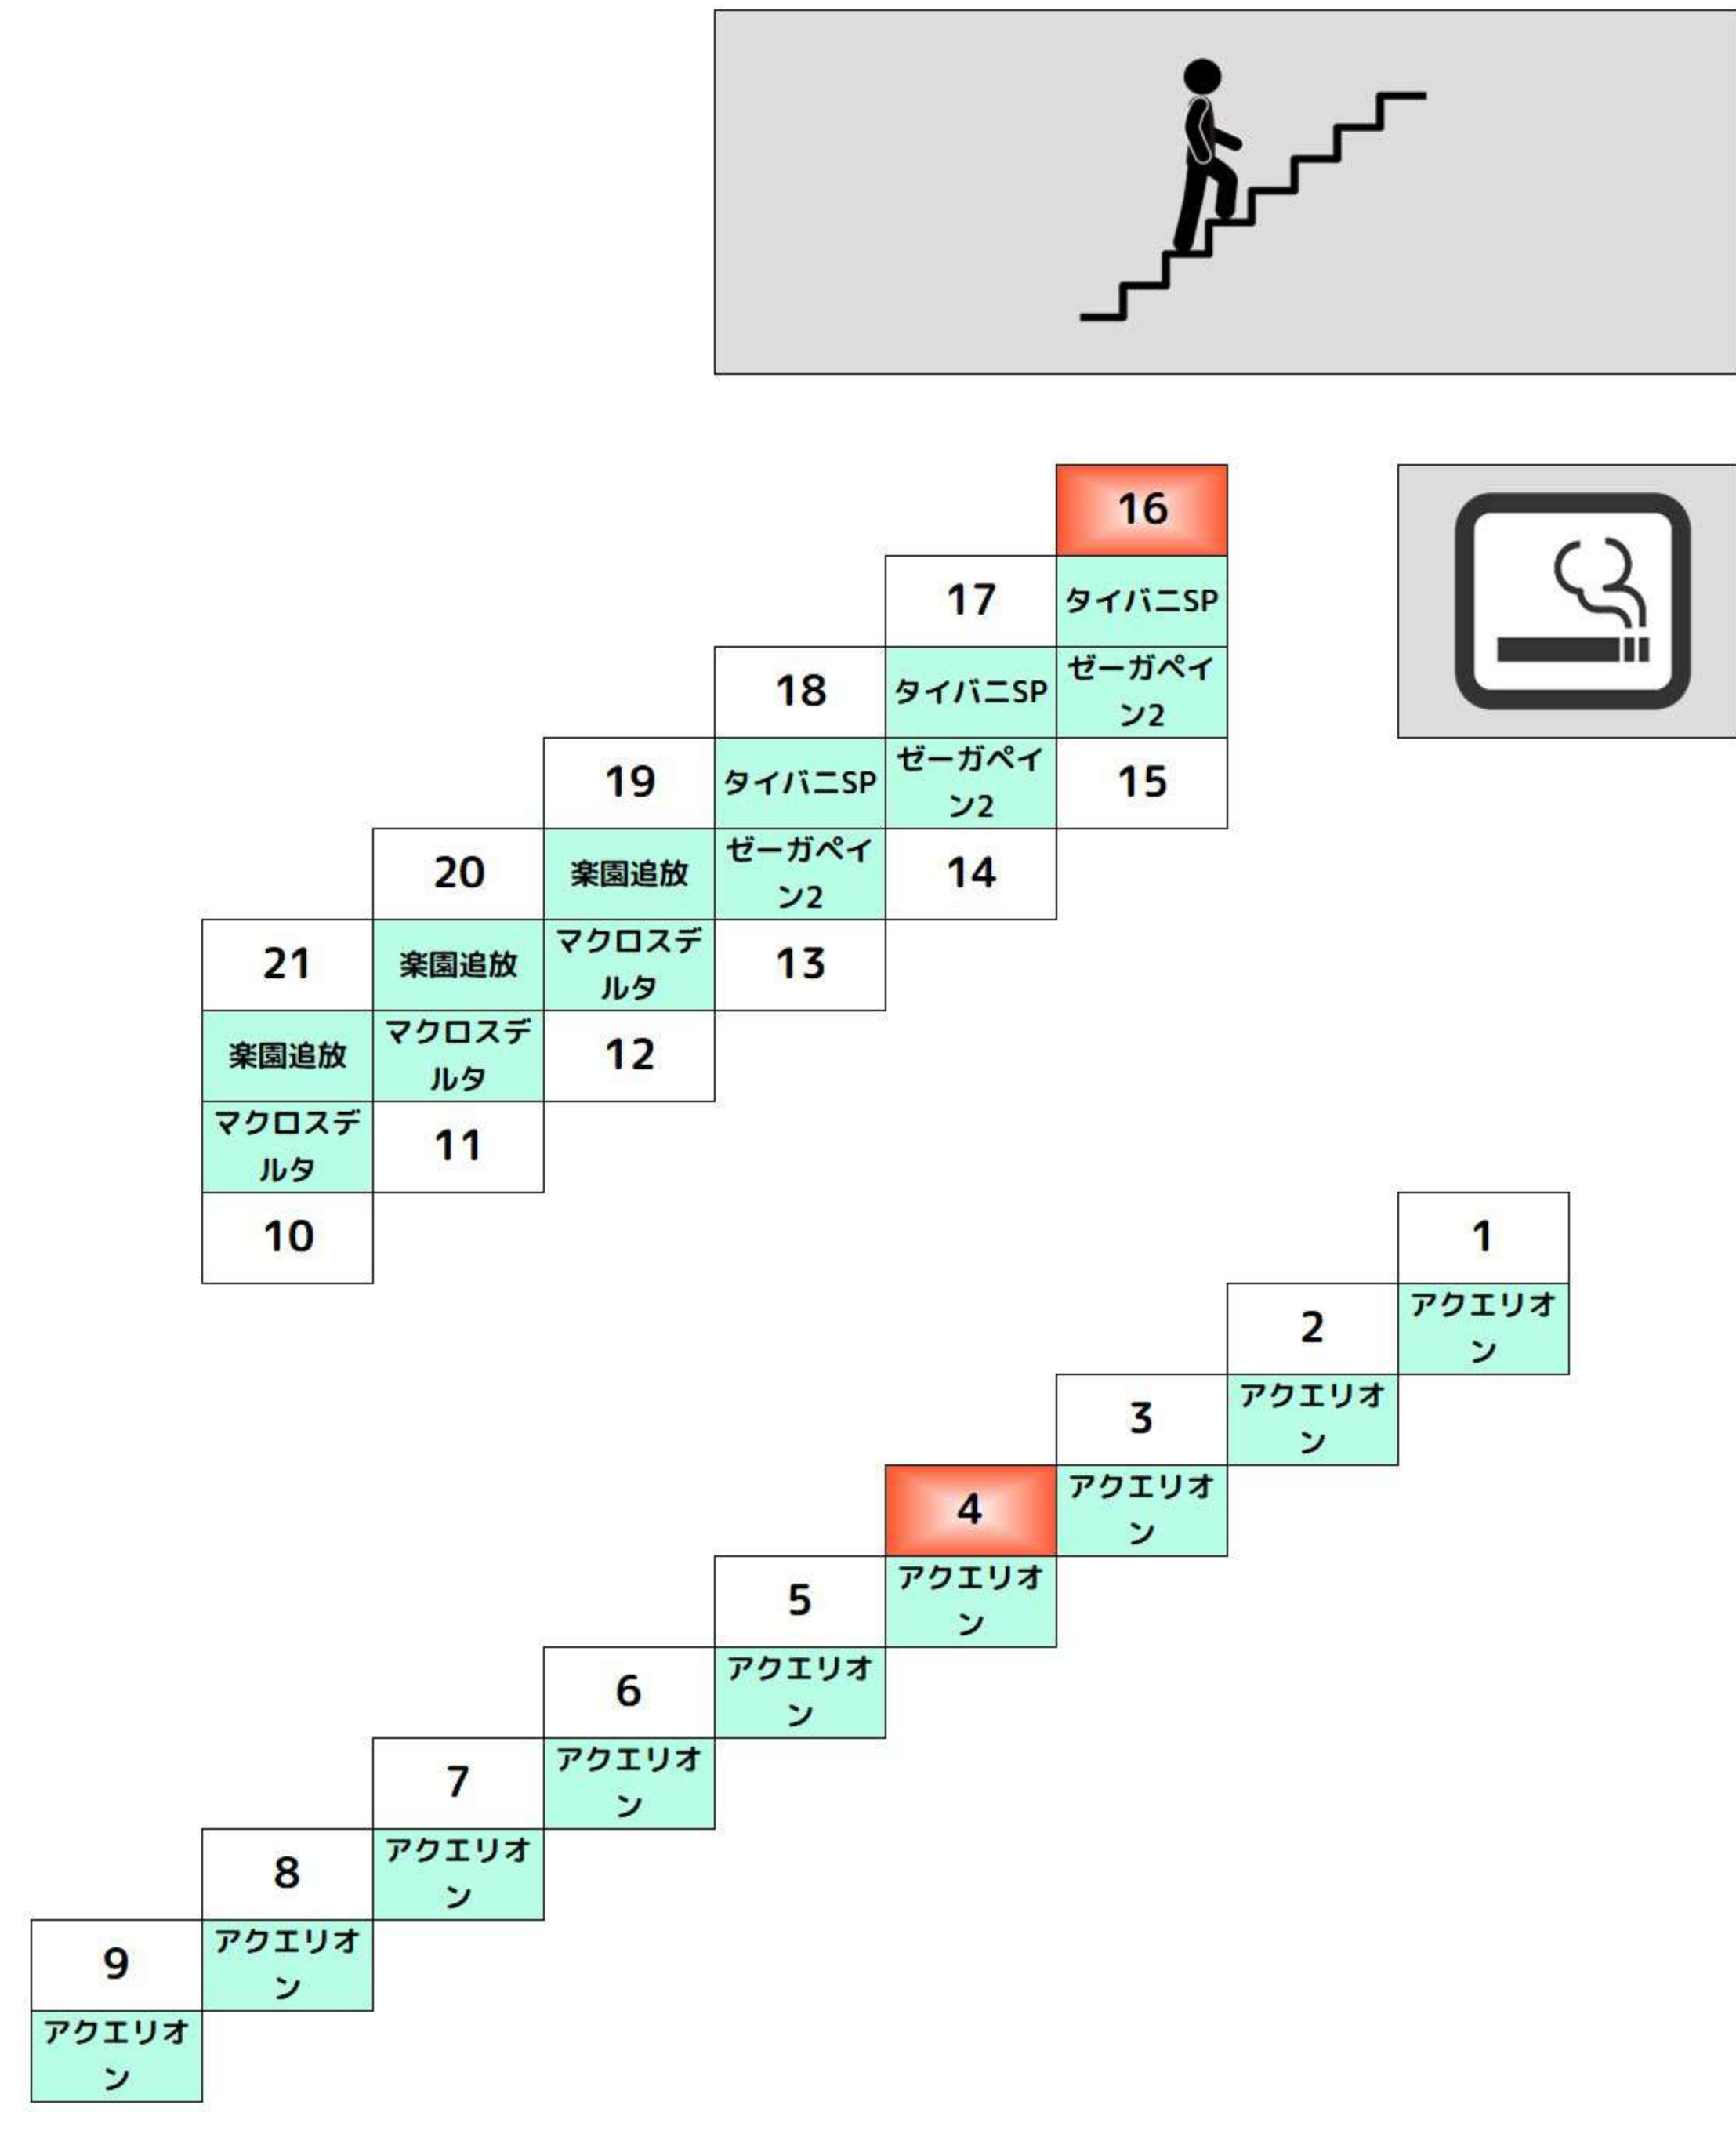 16
17
タイバニSP
18
タイバニSP
ゼーガペイ
ン2
19
タイバニSP
ゼーガペイ
ン2
15
20
楽園追放
ゼーガペイ
ン2
14
21
楽園追放
マクロスデ
ルタ
13
楽園追放
マクロスデ
ルタ
12
マクロスデ
ルタ
11
10
1
2
アクエリオ
ン
3
アクエリオ
ン
4
アクエリオ
ン
5
アクエリオ
ン
6
アクエリオ
ン
7
アクエリオ
ン
8
アクエリオ
ン
9
アクエリオ
ン
アクエリオ
ン